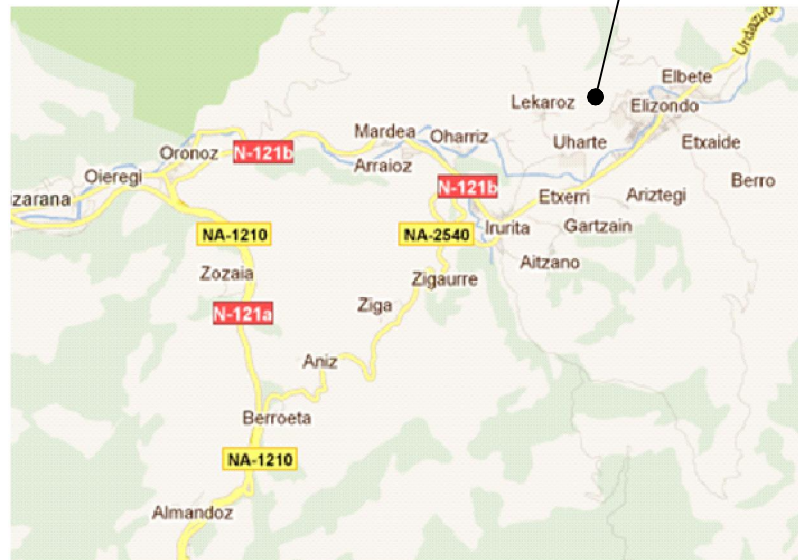 Urdazubi
Elbete
Lekaroz
Elizondo
Mardea
Oharriz
Uharte
Etxaide
Oronoz
N-121b
Arraioz
Oieregi
Berro
N-121b
Etxerri
Ariztegi
zarana
Irurita
Gartzain
NA-1210
NA-2540
Aitzano
Zozaia
Zigaurre
N-121a
Ziga
Aniz
Berroeta
NA-1210
Almandoz